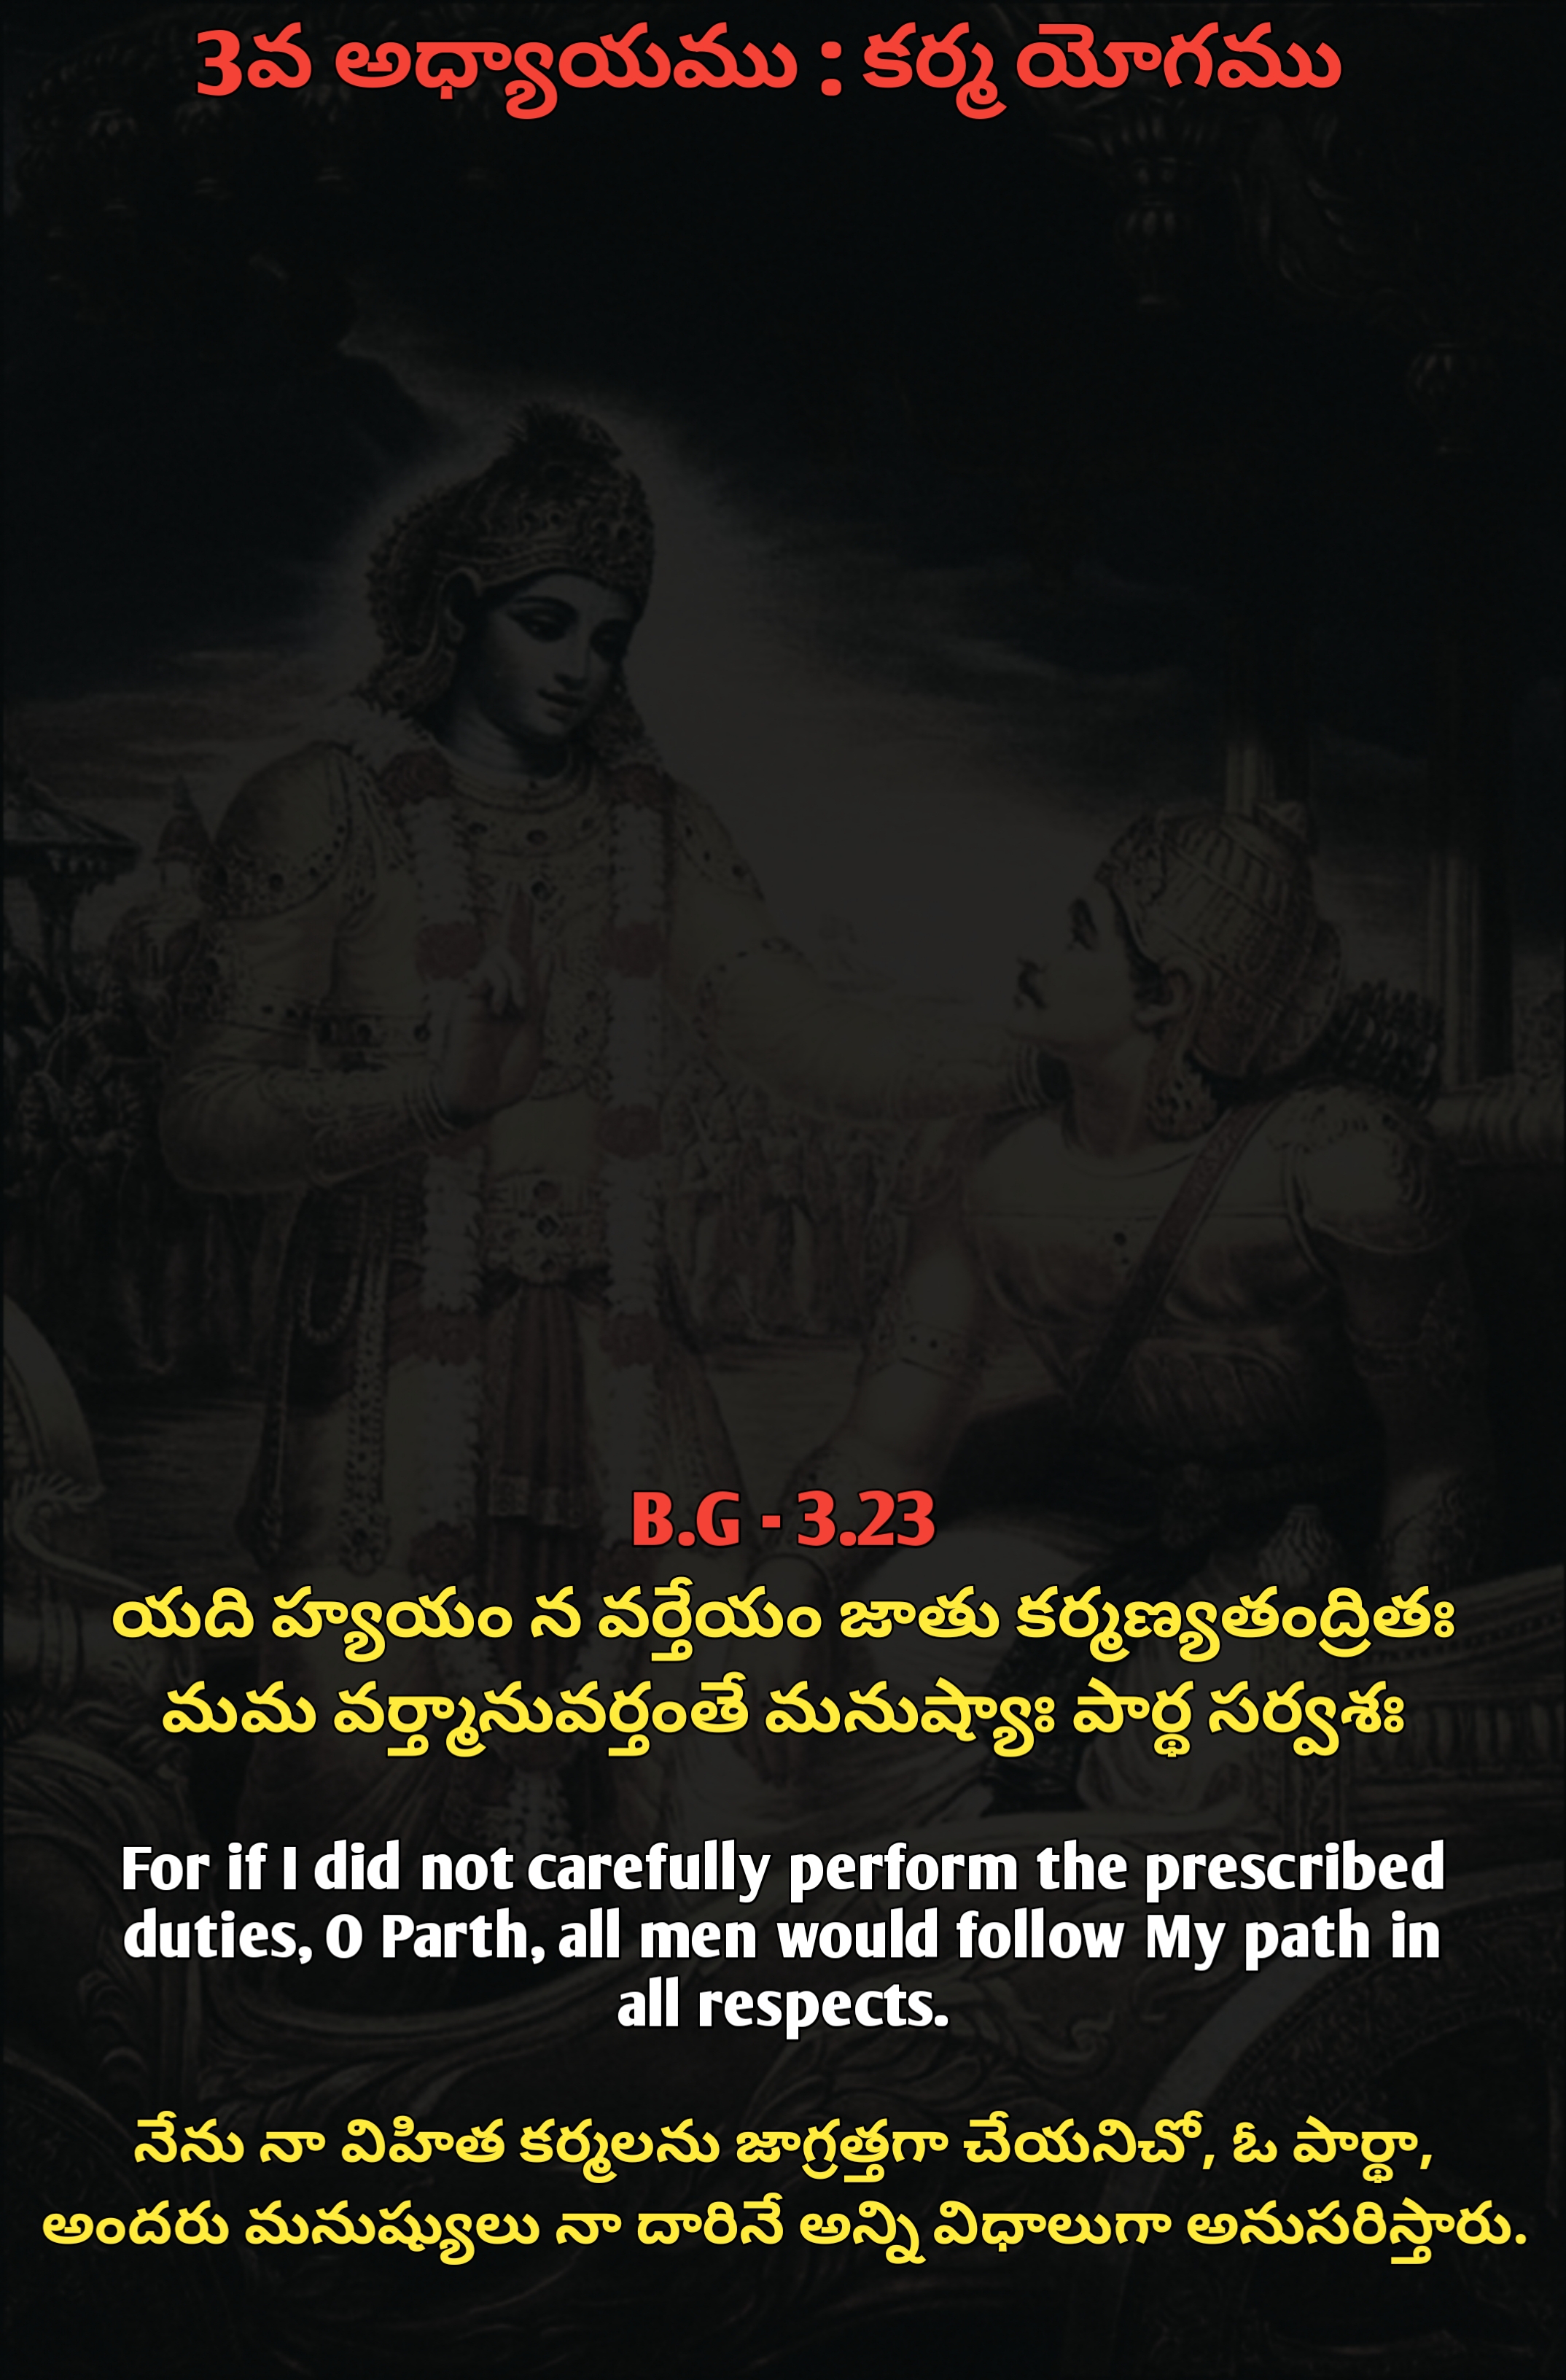 3వ అధ్యాయము : కర్మ యోగము
B.G - 3.23
యది హ్యయం న వర్తేయం జాతు కర్మణ్యతంద్రితః
మమ వర్త్మానువర్తంతే మనుష్యాః పార్థ సర్వశః
For if I did not carefully perform the prescribed
duties, O Parth, all men would follow My path in
all respects.
నేను నా విహిత కర్మలను జాగ్రత్తగా చేయనిచో, ఓ పార్థా,
అందరు మనుష్యులు నా దారినే అన్ని విధాలుగా అనుసరిస్తారు.